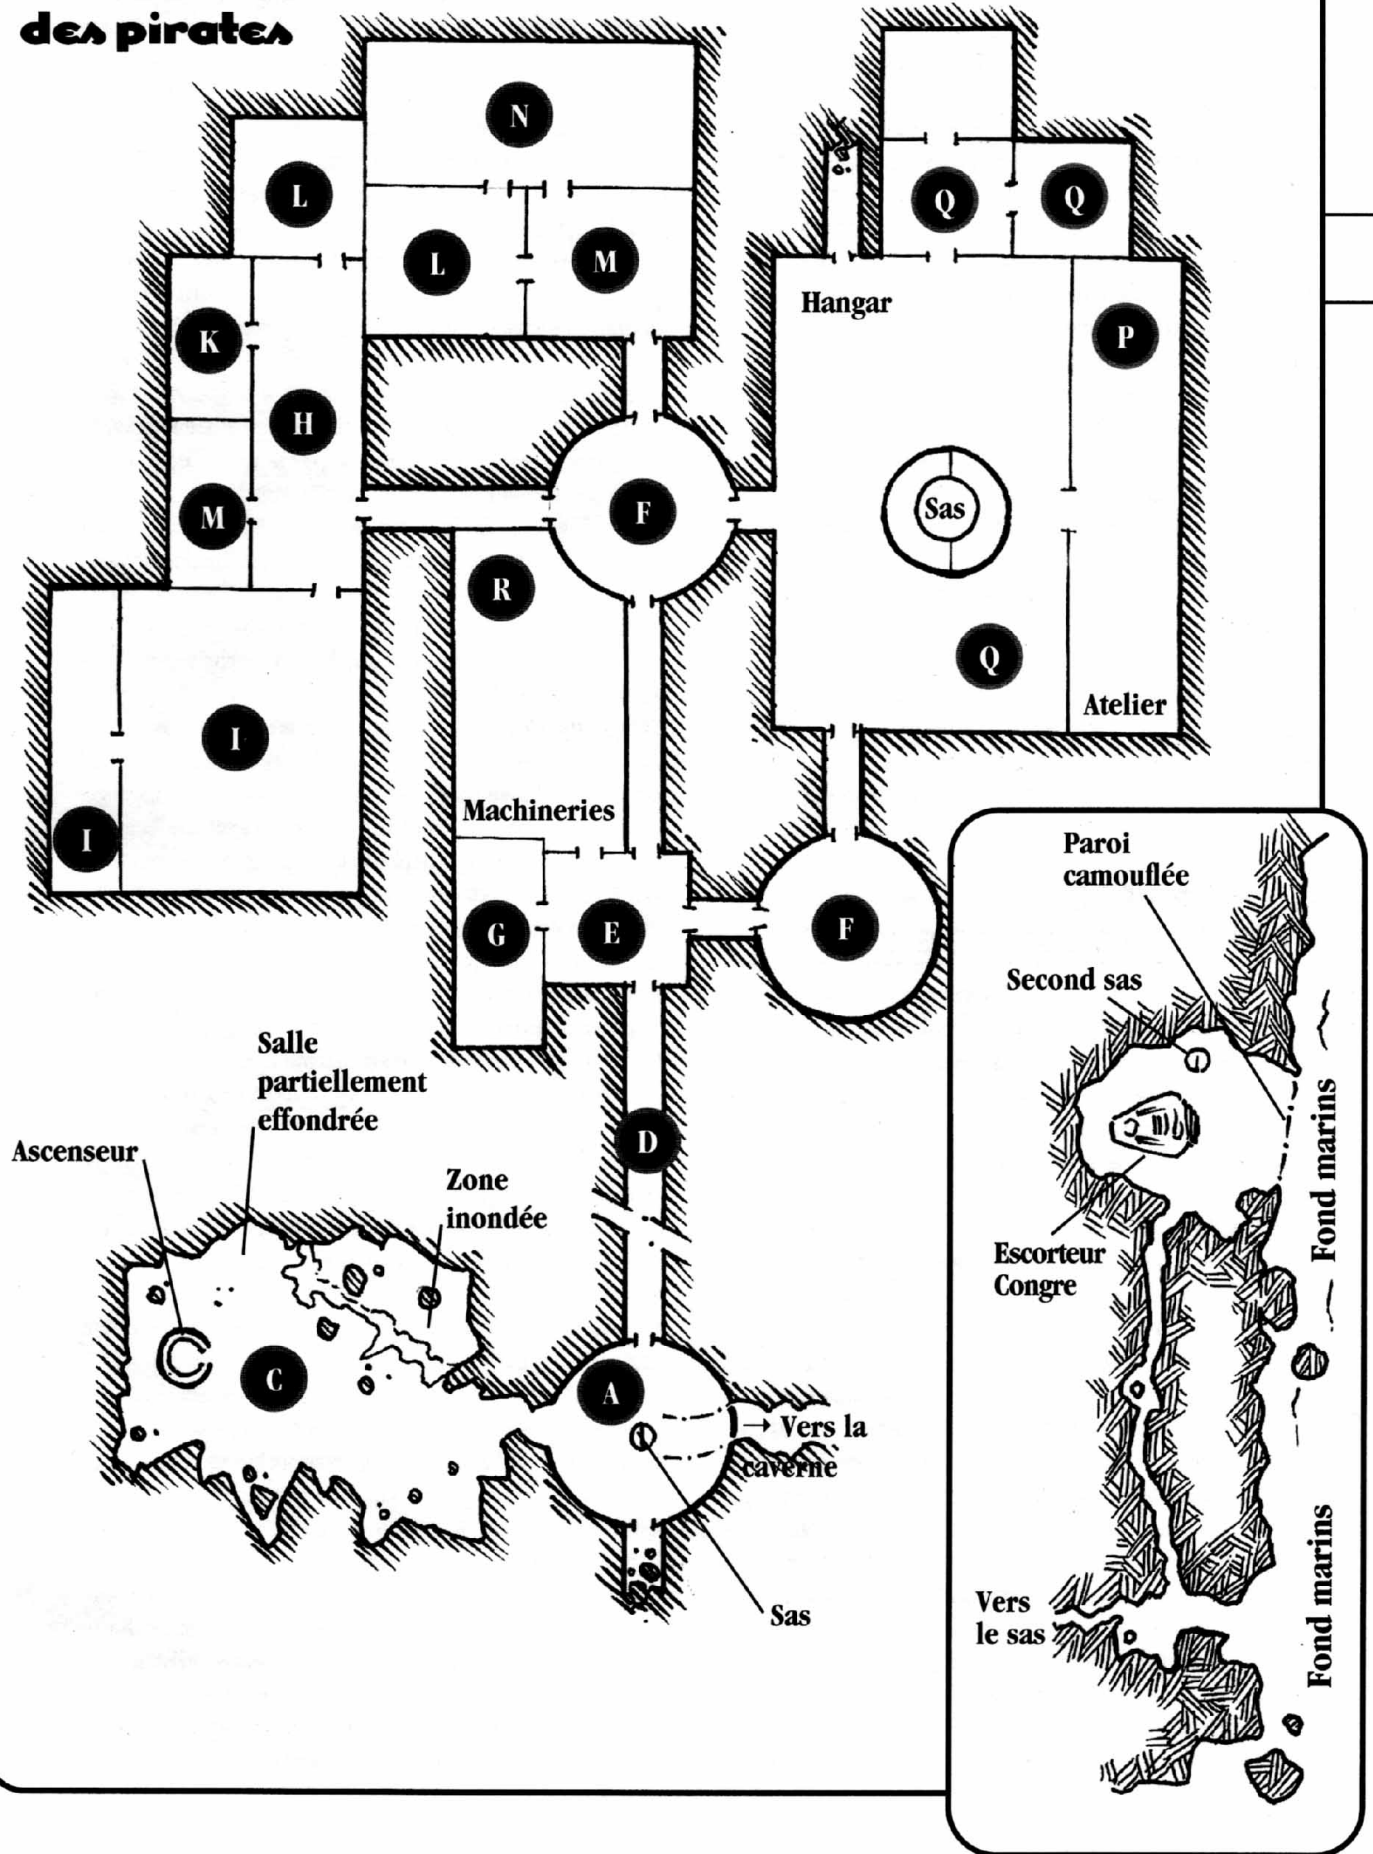 des pirates
N
L
Q
Q
L
M
Hangar
K
P
H
F
Sas
M
R
Q
Atelier
I
Machineries
I
G
E
F
Paroi
camouflée
Second sas
Salle
partiellement
effondrée
Ascenseur
D
Zone
inondée
Fond marins
Escorteur
Congre
C
A
Vers la
caverne
Sas
Vers
le sas
Fond marins